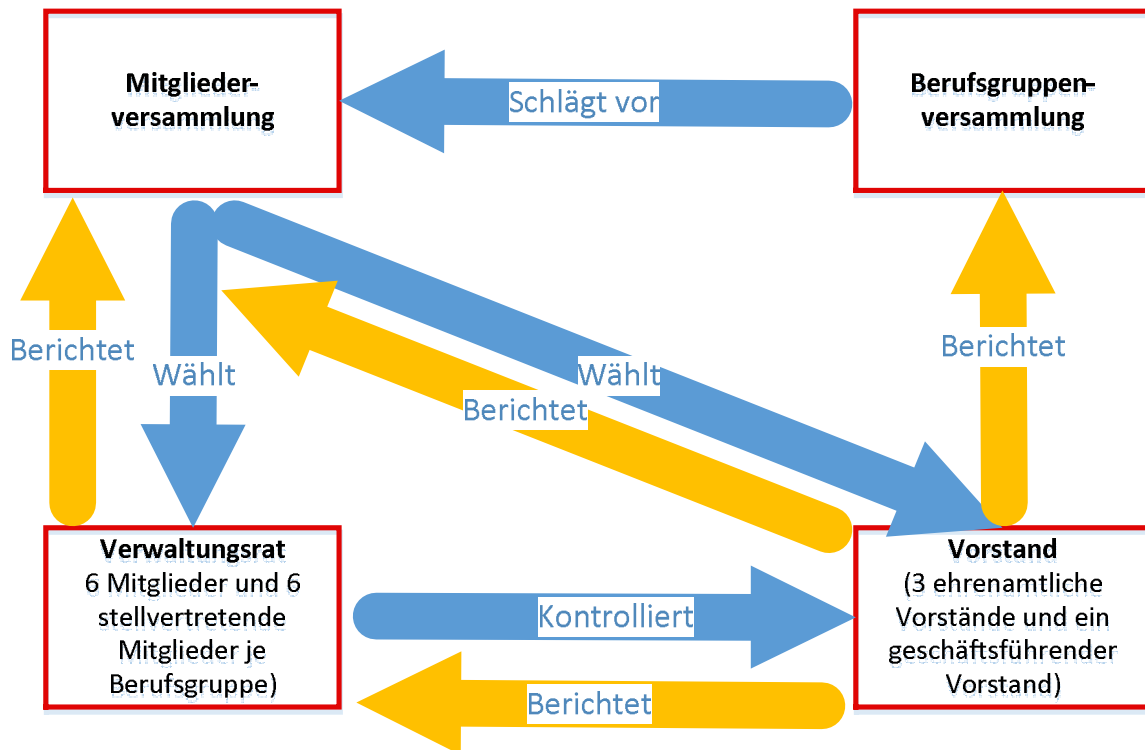 Mitglieder-
versammlung
Schlägt vor
Berufsgruppen-
versammlung
Berichtet
Wählt
Wählt
Berichtet
Berichtet
Verwaltungsrat
6 Mitglieder und 6
stellvertretende
Mitglieder je
Berufsgruppe)
Kontrolliert
Berichtet
Vorstand
(3 ehrenamtliche
Vorstände und ein
geschäftsführender
Vorstand)